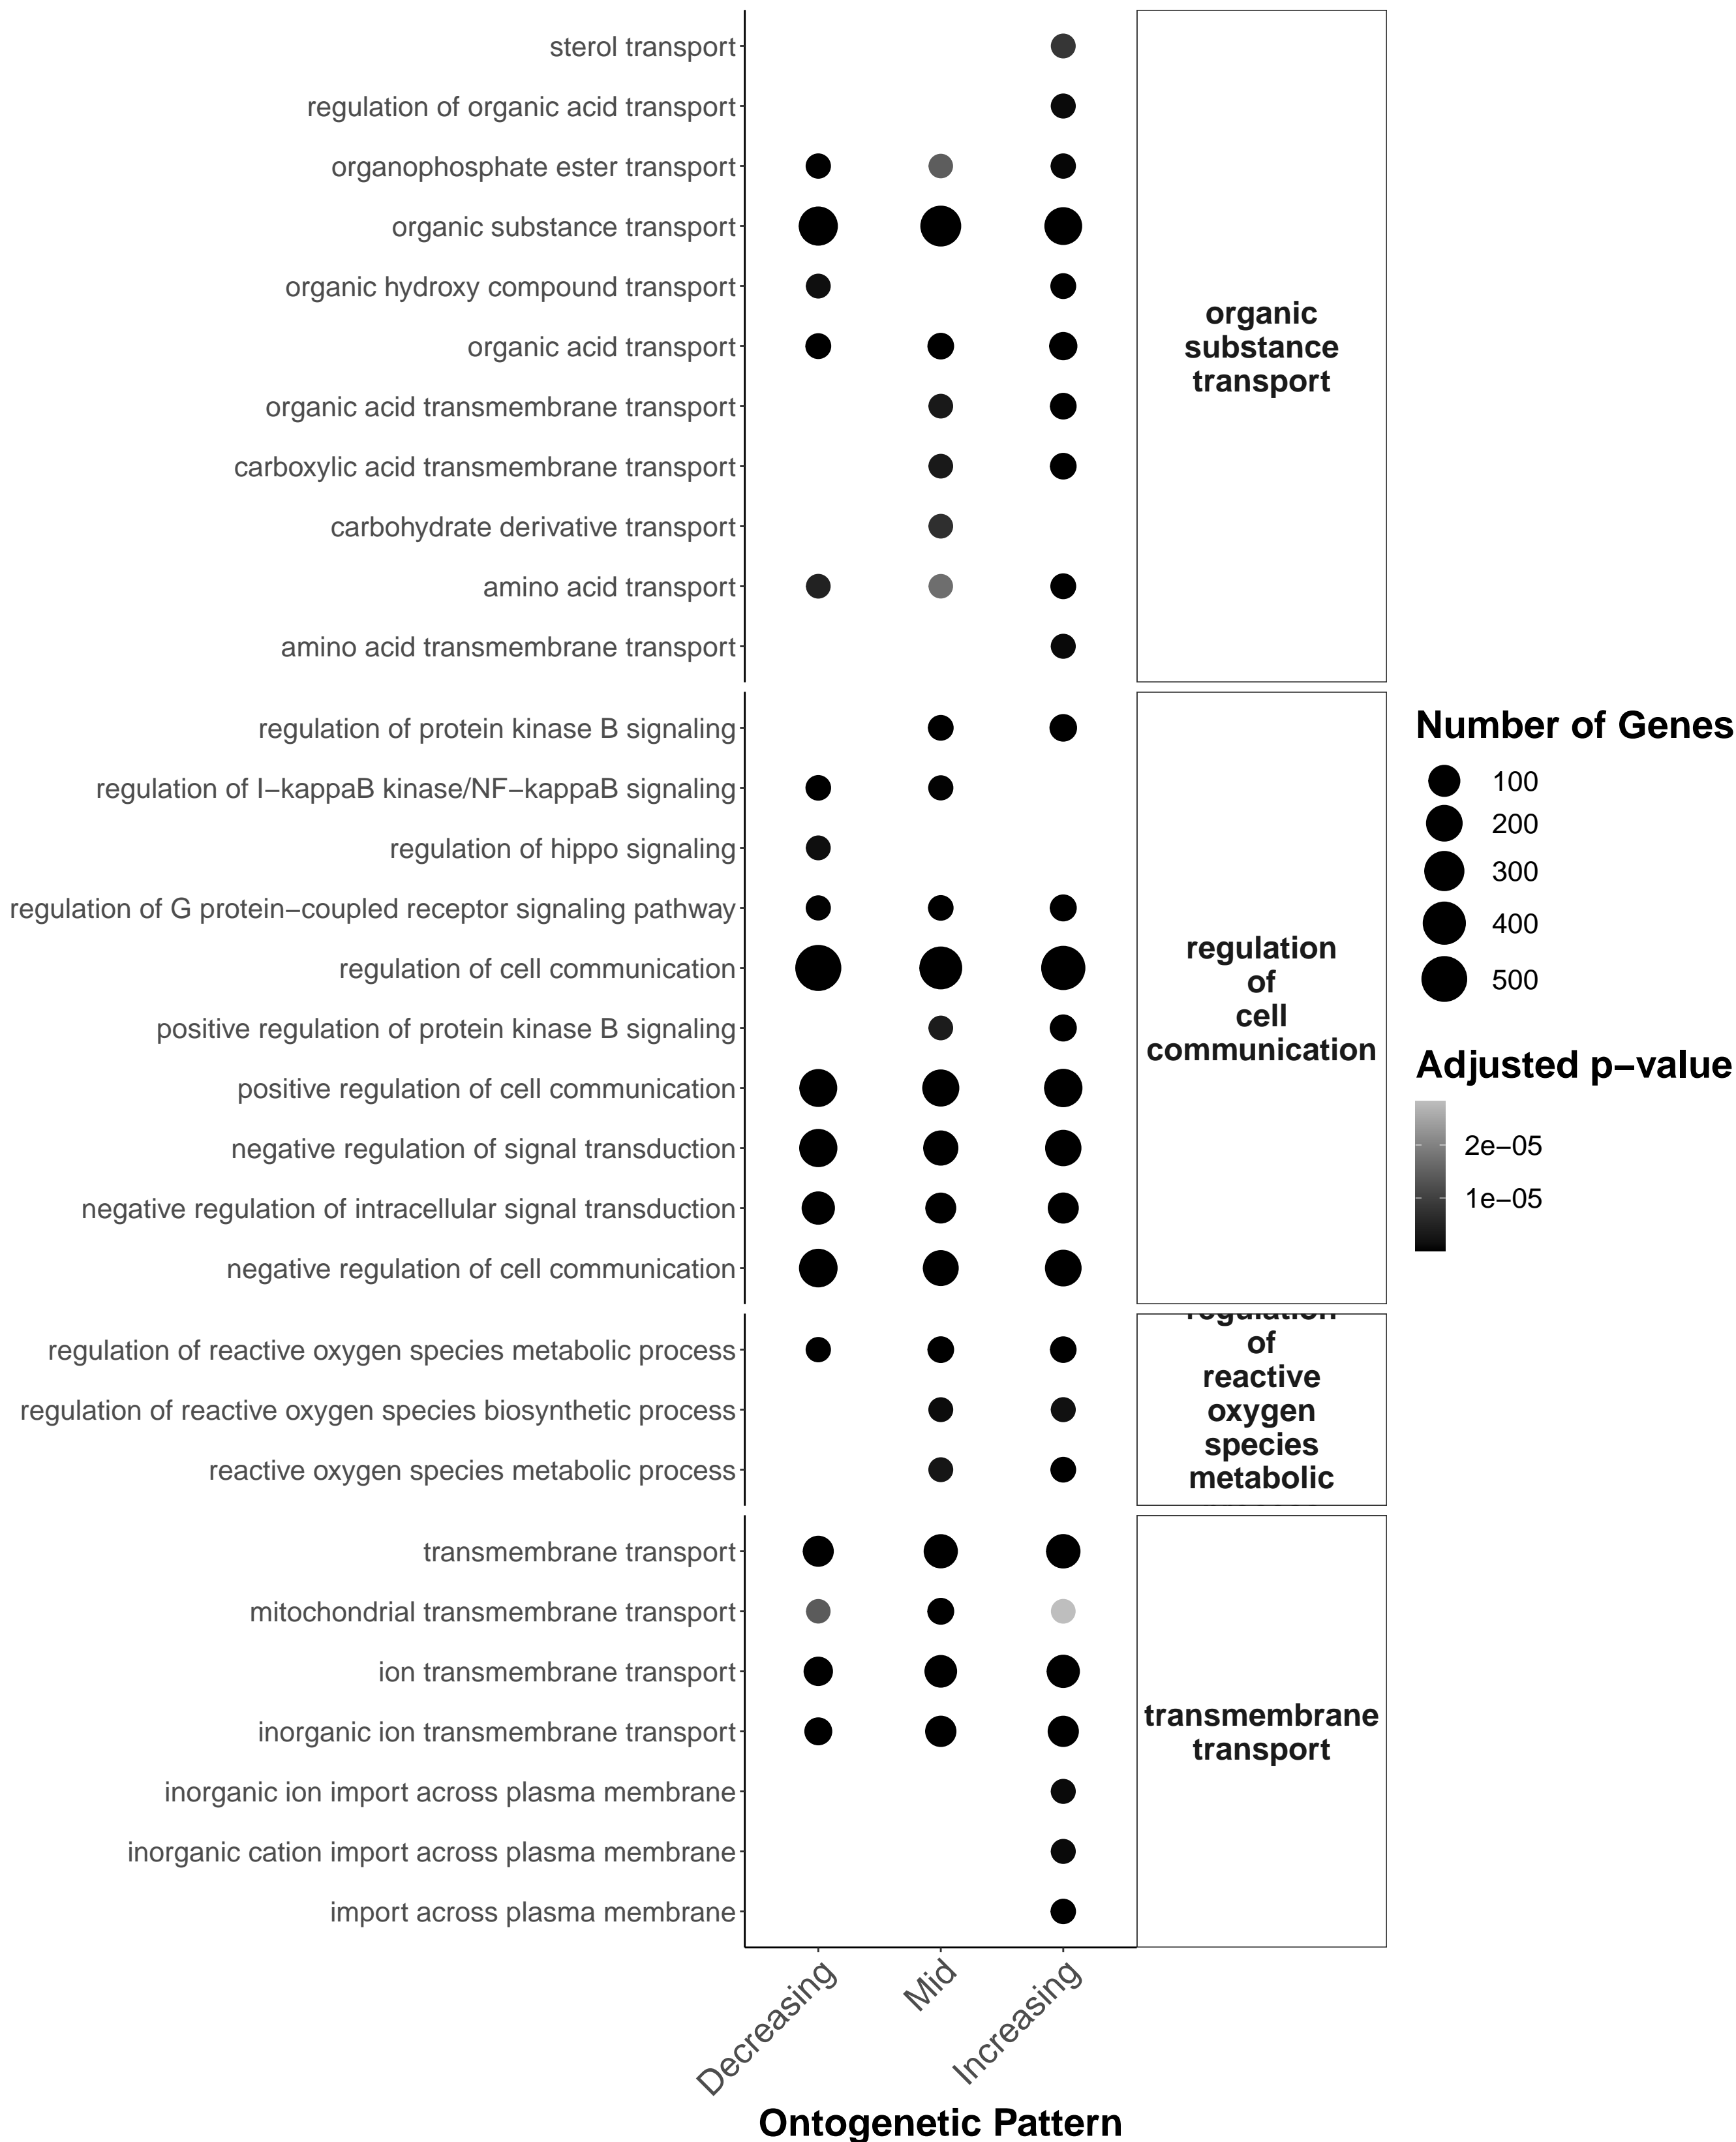 sterol transport
regulation of organic acid transport
organophosphate ester transport
organic substance transport
organic hydroxy compound transport
organic acid transport
organic acid transmembrane transport
carboxylic acid transmembrane transport
carbohydrate derivative transport
amino acid transport
amino acid transmembrane transport
organic
substance
transport
regulation of protein kinase B signaling
regulation of I−kappaB kinase/NF−kappaB signaling
regulation of hippo signaling
regulation of G protein−coupled receptor signaling pathway
regulation of cell communication
positive regulation of protein kinase B signaling
positive regulation of cell communication
negative regulation of signal transduction
negative regulation of intracellular signal transduction
negative regulation of cell communication
regulation
of
cell
communication
regulation of reactive oxygen species metabolic process
regulation of reactive oxygen species biosynthetic process
reactive oxygen species metabolic process
regulation
of
reactive
oxygen
species
metabolic
transmembrane transport
mitochondrial transmembrane transport
ion transmembrane transport
inorganic ion transmembrane transport
inorganic ion import across plasma membrane
inorganic cation import across plasma membrane
import across plasma membrane
transmembrane
transport
Decreasing
Mid
Increasing
Ontogenetic Pattern
Number of Genes
100
200
300
400
500
Adjusted p−value
2e−05
1e−05